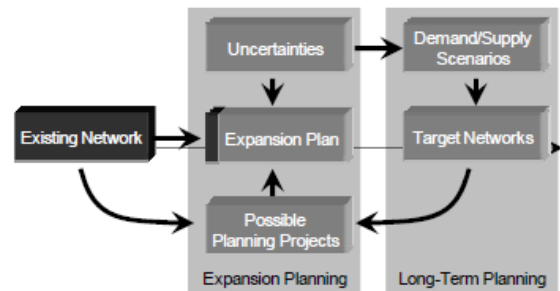 Uncertainties
Demand/Supply
Scenarios
Existing Network
Expansion Plan
Target Networks
Possible
Planning Projects
Expansion Planning
Long-Term Planning